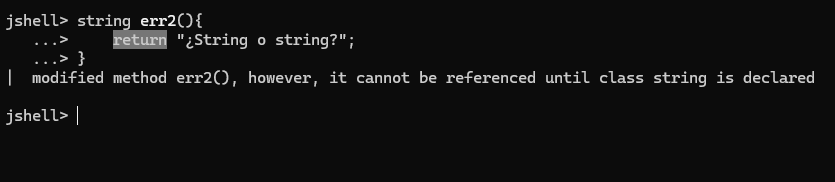 jshell> string err2(){
   ...>     return "¿String o string?";
   ...> }
|  modified method err2(), however, it cannot be referenced until class string is declared
jshell>